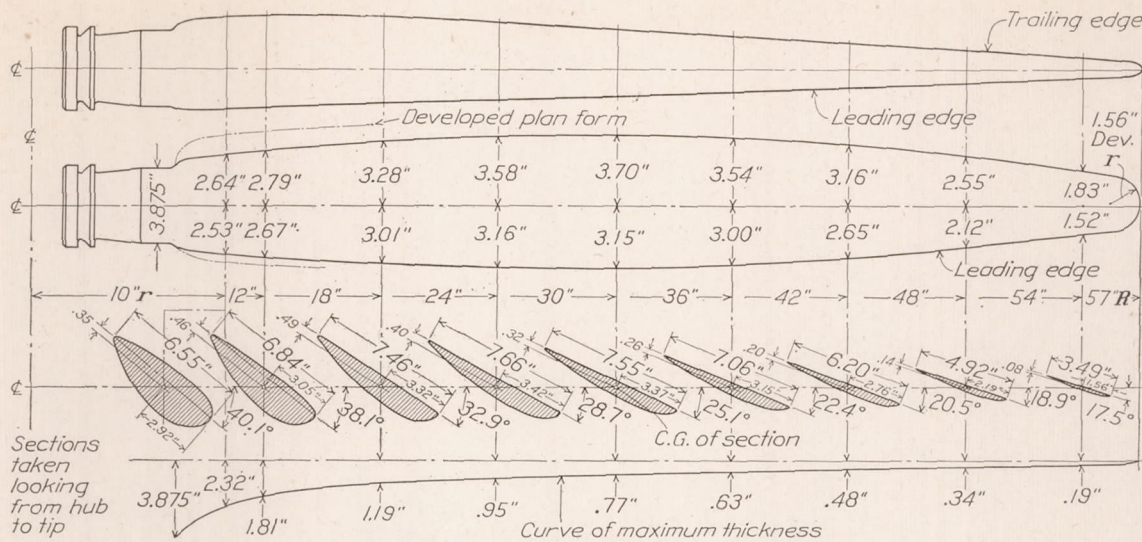 Trailing edge
℄
Leading edge
℄
Developed plan form
1.56"
Dev.
r
2.64" 2.79" 3.28" 3.58" 3.70" 3.54" 3.16" 2.55" 1.83"
3.875"
℄
2.53" 2.67" 3.01" 3.16" 3.15" 3.00" 2.65" 2.12" 1.52"
Leading edge
10"r 12" 18" 24" 30" 36" 42" 48" 54" 57"R
.35 .46 .49 .40 .32 .26 .20 .14 .08
6.55" 6.84" 7.46" 7.66" 7.55" 7.06" 6.20" 4.92" 3.49"
℄
2.92" 3.05" 3.32" 3.42" 3.37" 3.15" 2.76" 2.19" 1.56"
40.1° 38.1° 32.9° 28.7° 25.1° 22.4° 20.5° 18.9° 17.5°
C.G. of section
Sections
taken
looking
from hub
to tip
3.875" 2.32" 1.81" 1.19" .95" .77" .63" .48" .34" .19"
Curve of maximum thickness